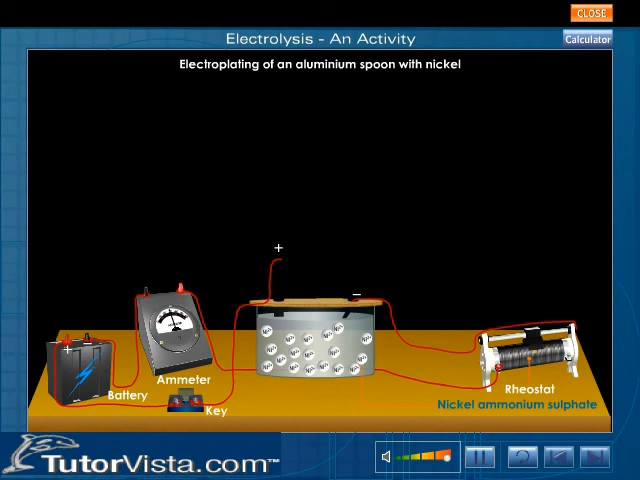 CLOSE
Electrolysis - An Activity
Calculator
Electroplating of an aluminium spoon with nickel
+
−
+
Ammeter
Battery
Key
Rheostat
Nickel ammonium sulphate
TutorVista.com™